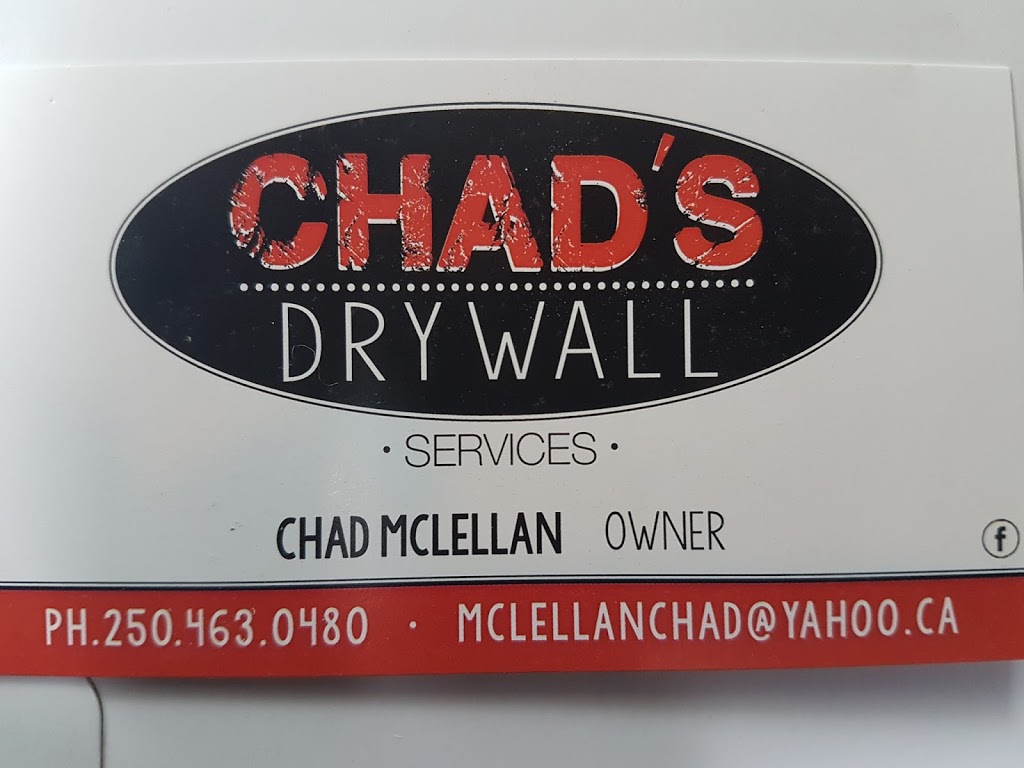 CHAD'S
DRYWALL
· SERVICES ·
CHAD MCLELLAN OWNER
f
PH.250.463.0480 · MCLELLANCHAD@YAHOO.CA